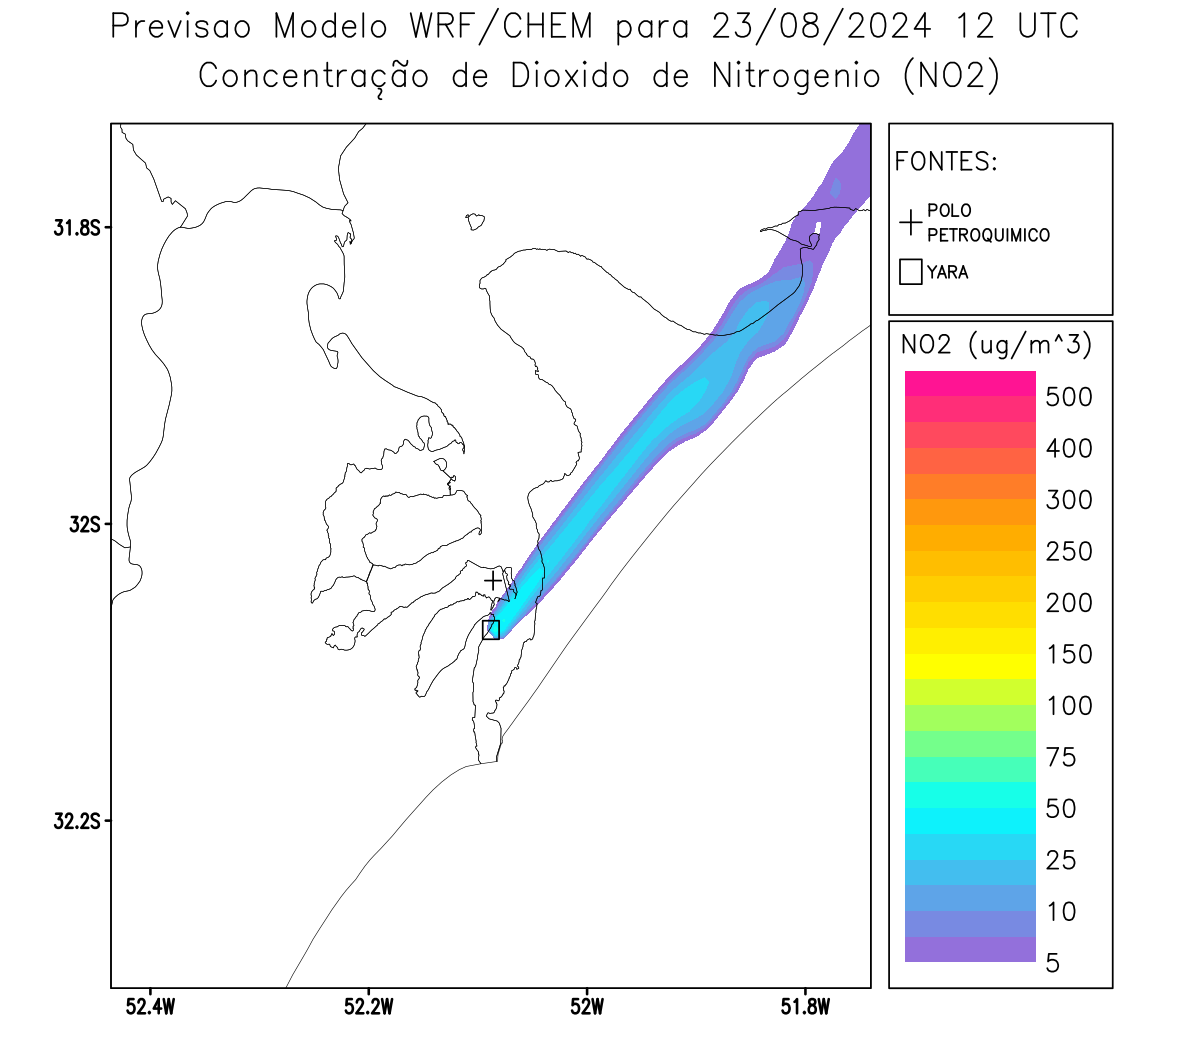 Previsao Modelo WRF/CHEM para 23/08/2024 12 UTC
Concentração de Dioxido de Nitrogenio (NO2)
FONTES:
POLO
PETROQUIMICO
YARA
NO2 (ug/m^3)
500
400
300
250
200
150
100
75
50
25
10
5
31.8S
32S
32.2S
52.4W
52.2W
52W
51.8W